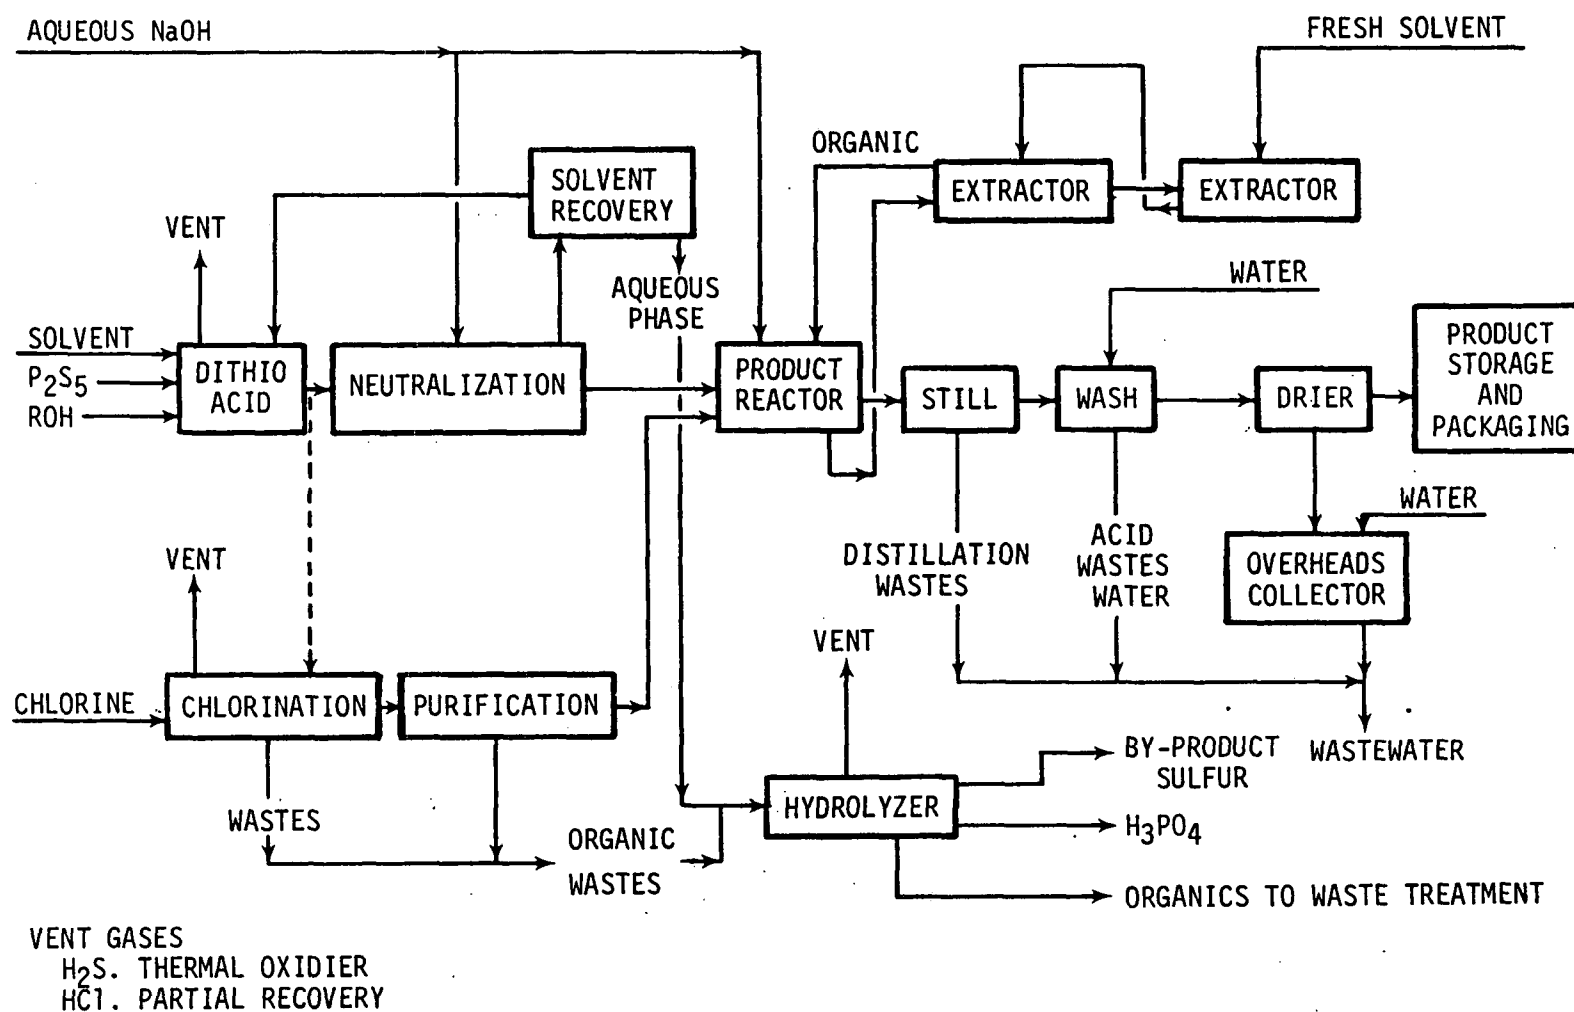 AQUEOUS NaOH
FRESH SOLVENT
ORGANIC
SOLVENT
RECOVERY
EXTRACTOR
EXTRACTOR
VENT
AQUEOUS
PHASE
WATER
SOLVENT
P2S5
ROH
DITHIO
ACID
NEUTRALIZATION
PRODUCT
REACTOR
STILL
WASH
DRIER
PRODUCT
STORAGE
AND
PACKAGING
WATER
VENT
DISTILLATION
WASTES
ACID
WASTES
WATER
OVERHEADS
COLLECTOR
VENT
CHLORINE
CHLORINATION
PURIFICATION
WASTEWATER
BY-PRODUCT
SULFUR
HYDROLYZER
H3PO4
WASTES
ORGANIC
WASTES
ORGANICS TO WASTE TREATMENT
VENT GASES
H2S. THERMAL OXIDIER
HCl. PARTIAL RECOVERY